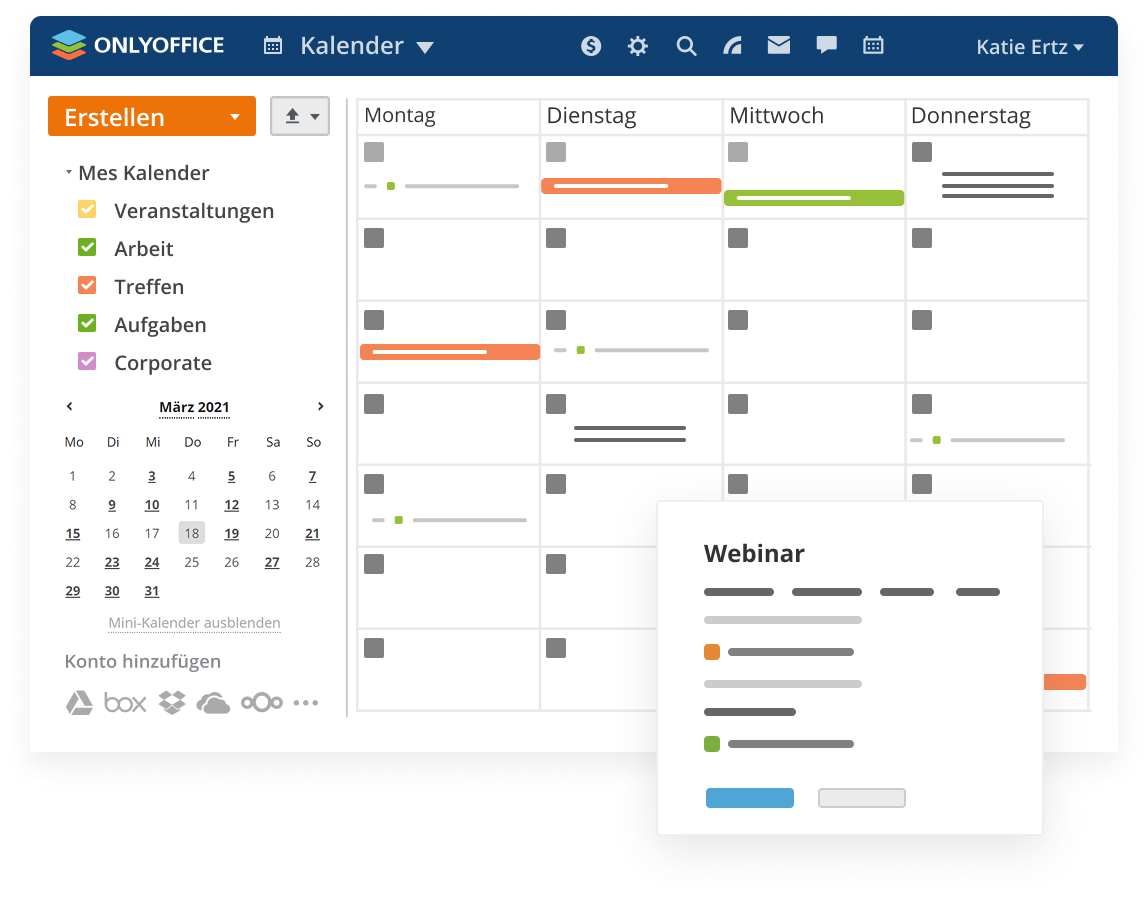 ONLYOFFICE
Kalender
Katie Ertz
Erstellen
Mes Kalender
Veranstaltungen
Arbeit
Treffen
Aufgaben
Corporate
März 2021
Mo Di Mi Do Fr Sa So
1 2 3 4 5 6 7
8 9 10 11 12 13 14
15 16 17 18 19 20 21
22 23 24 25 26 27 28
29 30 31
Mini-Kalender ausblenden
Konto hinzufügen
box
Montag Dienstag Mittwoch Donnerstag
Webinar